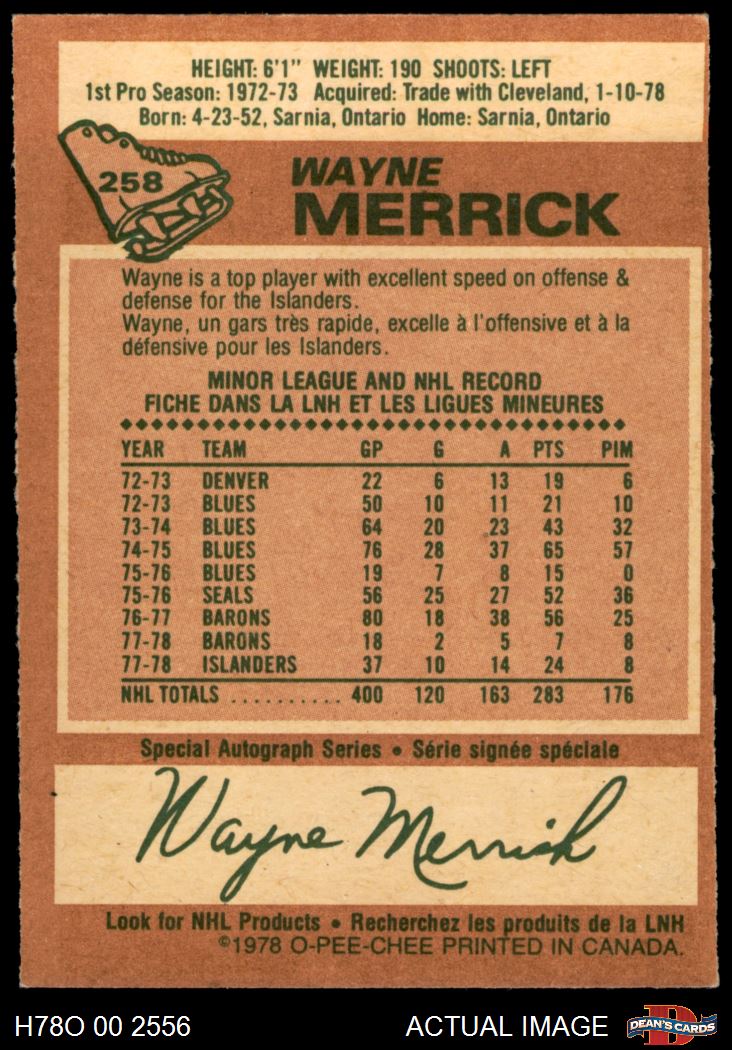 HEIGHT: 6'1" WEIGHT: 190 SHOOTS: LEFT
1st Pro Season: 1972-73 Acquired: Trade with Cleveland, 1-10-78
Born: 4-23-52, Sarnia, Ontario Home: Sarnia, Ontario
258
WAYNE
MERRICK
Wayne is a top player with excellent speed on offense &
defense for the Islanders.
Wayne, un gars très rapide, excelle à l'offensive et à la
défensive pour les Islanders.
MINOR LEAGUE AND NHL RECORD
FICHE DANS LA LNH ET LES LIGUES MINEURES
YEAR TEAM GP G A PTS PIM
72-73 DENVER 22 6 13 19 6
72-73 BLUES 50 10 11 21 10
73-74 BLUES 64 20 23 43 32
74-75 BLUES 76 28 37 65 57
75-76 BLUES 19 7 8 15 0
75-76 SEALS 56 25 27 52 36
76-77 BARONS 80 18 38 56 25
77-78 BARONS 18 2 5 7 8
77-78 ISLANDERS 37 10 14 24 8
NHL TOTALS .......... 400 120 163 283 176
Special Autograph Series • Série signée spéciale
Wayne Merrick
Look for NHL Products • Recherchez les produits de la LNH
©1978 O-PEE-CHEE PRINTED IN CANADA.
H78O 00 2556 ACTUAL IMAGE D DEAN'S CARDS